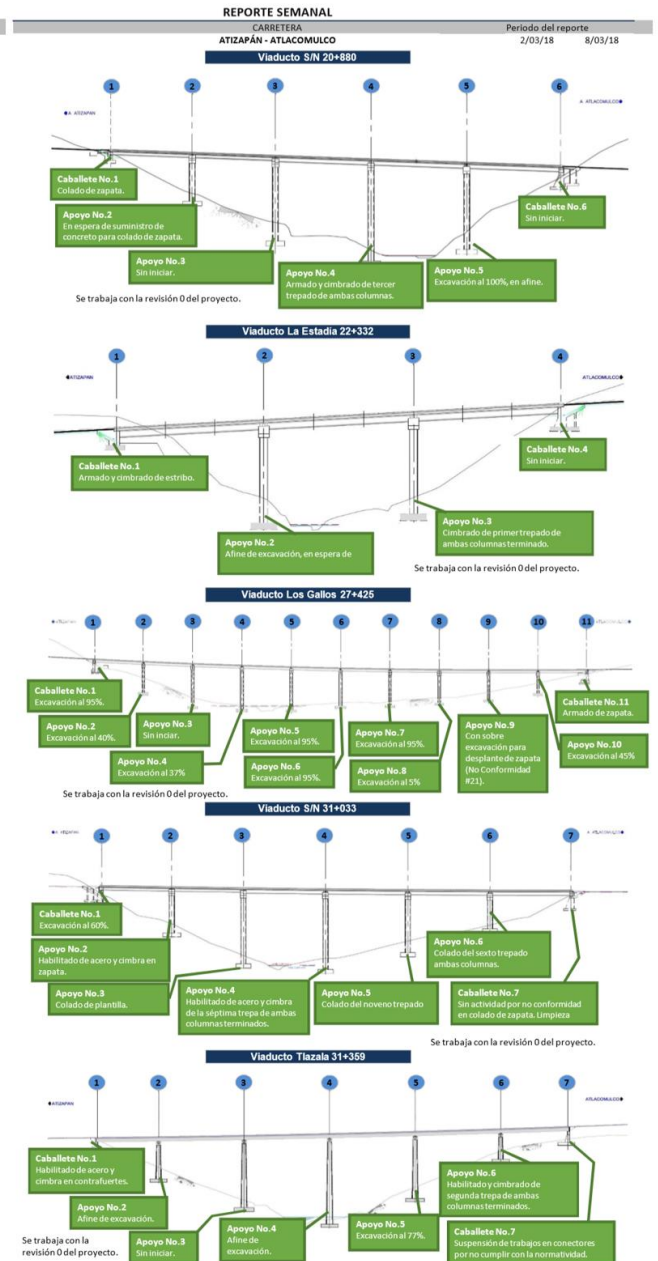 REPORTE SEMANAL
CARRETERA
Periodo del reporte
ATIZAPÁN - ATLACOMULCO
2/03/18 8/03/18
Viaducto S/N 20+880
1 2 3 4 5 6
A. ATIZAPAN
A. ATLACOMULCO
Caballete No.1
Colado de zapata.
Apoyo No.2
En espera de suministro de
concreto para colado de zapata.
Apoyo No.3
Sin iniciar.
Apoyo No.4
Armado y cimbrado de tercer
trepado de ambas columnas.
Apoyo No.5
Excavación al 100%, en afine.
Caballete No.6
Sin iniciar.
Se trabaja con la revisión 0 del proyecto.
Viaducto La Estadía 22+332
1 2 3 4
ATIZAPAN
ATLACOMULCO
Caballete No.1
Armado y cimbrado de estribo.
Apoyo No.2
Afine de excavación, en espera de
Apoyo No.3
Cimbrado de primer trepado de
ambas columnas terminado.
Caballete No.4
Sin iniciar.
Se trabaja con la revisión 0 del proyecto.
Viaducto Los Gallos 27+425
1 2 3 4 5 6 7 8 9 10 11
Caballete No.1
Excavación al 95%.
Apoyo No.2
Excavación al 40%.
Apoyo No.3
Sin iniciar.
Apoyo No.4
Excavación al 37%
Apoyo No.5
Excavación al 95%.
Apoyo No.6
Excavación al 95%.
Apoyo No.7
Excavación al 95%.
Apoyo No.8
Excavación al 5%
Apoyo No.9
Con sobre
excavación para
desplante de zapata
(No Conformidad
#21).
Apoyo No.10
Excavación al 45%
Caballete No.11
Armado de zapata.
Se trabaja con la revisión 0 del proyecto.
Viaducto S/N 31+033
1 2 3 4 5 6 7
Caballete No.1
Excavación al 60%.
Apoyo No.2
Habilitado de acero y cimbra en
zapata.
Apoyo No.3
Colado de plantilla.
Apoyo No.4
Habilitado de acero y cimbra
de la séptima trepa de ambas
columnas terminados.
Apoyo No.5
Colado del noveno trepado
Apoyo No.6
Colado del sexto trepado
ambas columnas.
Caballete No.7
Sin actividad por no conformidad
en colado de zapata. Limpieza
Se trabaja con la revisión 0 del proyecto.
Viaducto Tlazala 31+359
1 2 3 4 5 6 7
ATIZAPAN
ATLACOMULCO
Caballete No.1
Habilitado de acero y
cimbra en contrafuertes.
Apoyo No.2
Afine de excavación.
Apoyo No.3
Sin iniciar.
Apoyo No.4
Afine de
excavación.
Apoyo No.5
Excavación al 77%.
Apoyo No.6
Habilitado y cimbrado de
segunda trepa de ambas
columnas terminados.
Caballete No.7
Suspensión de trabajos en conectores
por no cumplir con la normatividad.
Se trabaja con la
revisión 0 del proyecto.